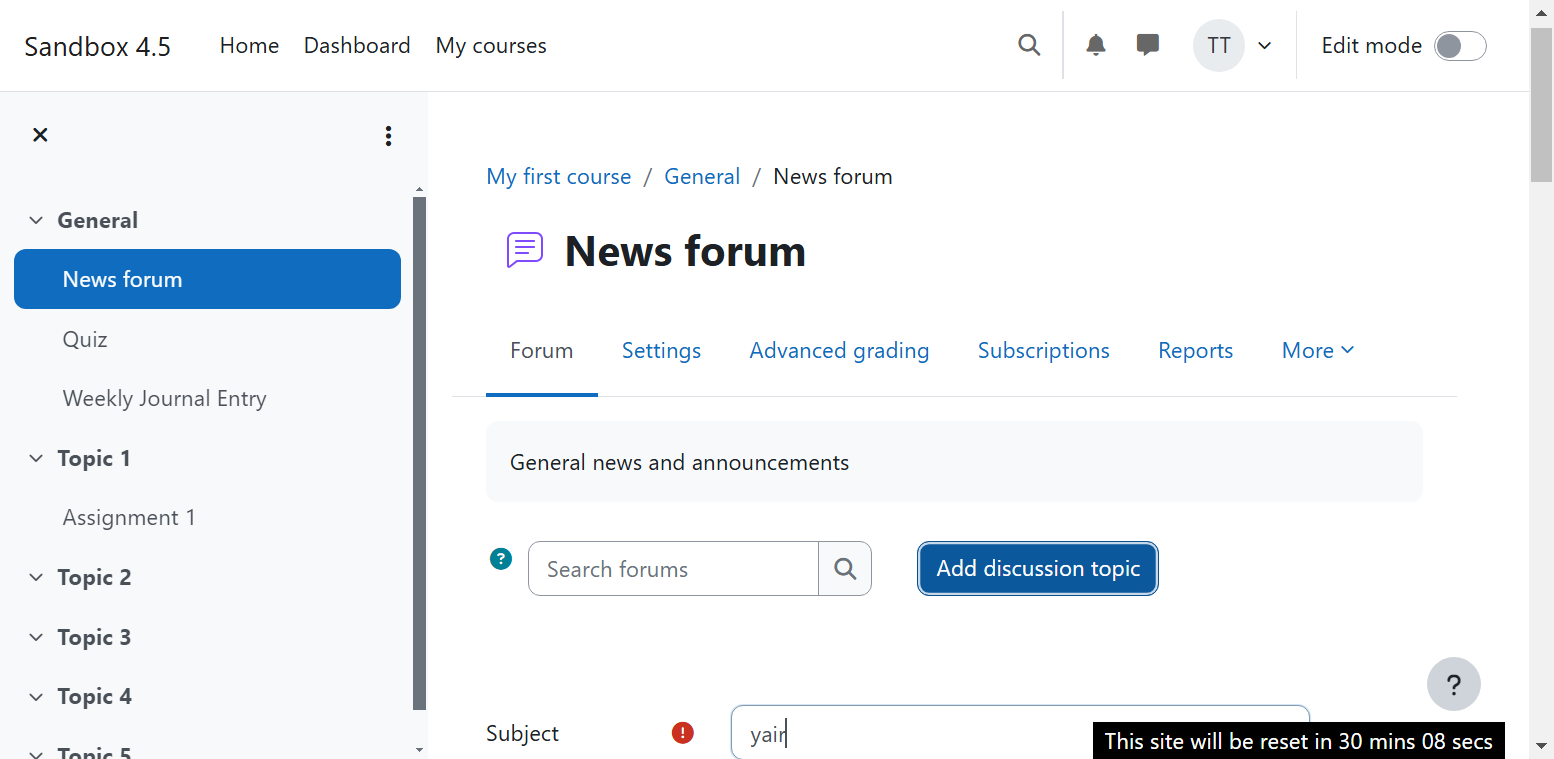 Sandbox 4.5 Home Dashboard My courses TT Edit mode
General
News forum
Quiz
Weekly Journal Entry
Topic 1
Assignment 1
Topic 2
Topic 3
Topic 4
Topic 5
My first course / General / News forum
News forum
Forum Settings Advanced grading Subscriptions Reports More
General news and announcements
? Search forums Add discussion topic
?
Subject ! yair
This site will be reset in 30 mins 08 secs